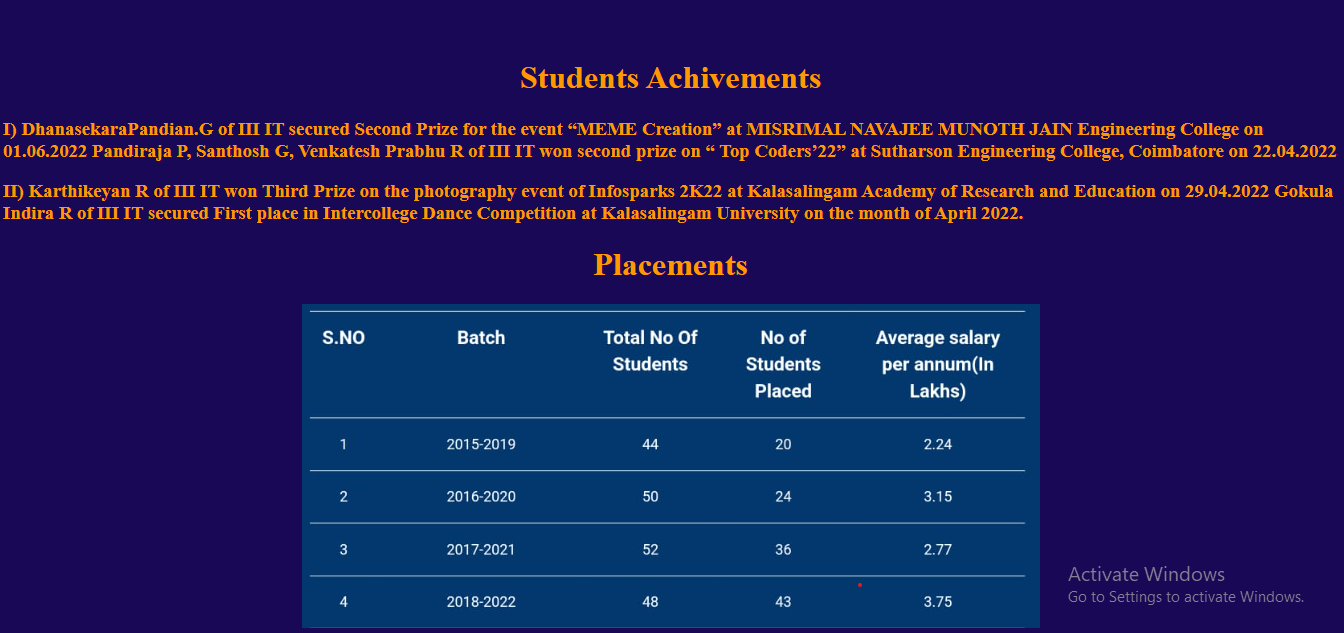 Students Achivements
I) DhanasekaraPandian.G of III IT secured Second Prize for the event “MEME Creation” at MISRIMAL NAVAJEE MUNOTH JAIN Engineering College on
01.06.2022 Pandiraja P, Santhosh G, Venkatesh Prabhu R of III IT won second prize on “ Top Coders’22” at Sutharson Engineering College, Coimbatore on 22.04.2022
II) Karthikeyan R of III IT won Third Prize on the photography event of Infosparks 2K22 at Kalasalingam Academy of Research and Education on 29.04.2022 Gokula
Indira R of III IT secured First place in Intercollege Dance Competition at Kalasalingam University on the month of April 2022.
Placements
S.NO Batch Total No Of No of Average salary
Students Students per annum(In
Placed Lakhs)
1 2015-2019 44 20 2.24
2 2016-2020 50 24 3.15
3 2017-2021 52 36 2.77
4 2018-2022 48 43 3.75
Activate Windows
Go to Settings to activate Windows.